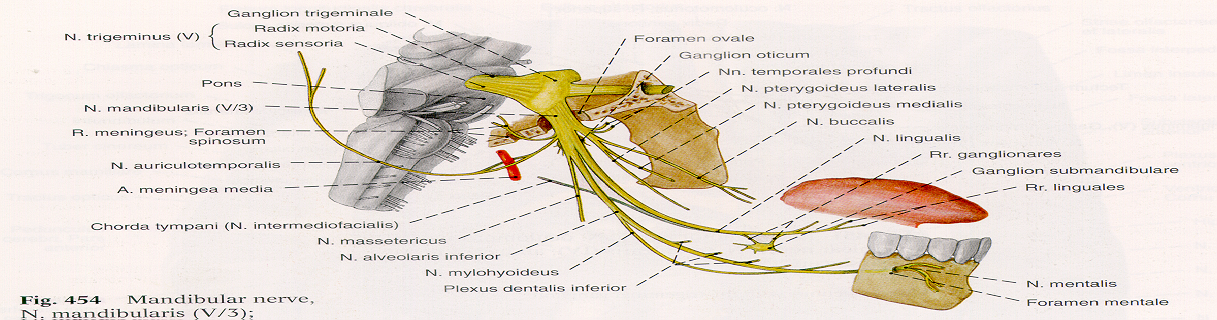 Ganglion trigeminale
N. trigeminus (V)
Radix motoria
Radix sensoria
Pons
N. mandibularis (V/3)
R. meningeus; Foramen
spinosum
N. auriculotemporalis
A. meningea media
Chorda tympani (N. intermediofacialis)
N. massetericus
N. alveolaris inferior
N. mylohyoideus
Plexus dentalis inferior
Foramen ovale
Ganglion oticum
Nn. temporales profundi
N. pterygoideus lateralis
N. pterygoideus medialis
N. buccalis
N. lingualis
Rr. ganglionares
Ganglion submandibulare
Rr. linguales
N. mentalis
Foramen mentale
Fig. 454 Mandibular nerve,
N. mandibularis (V/3);